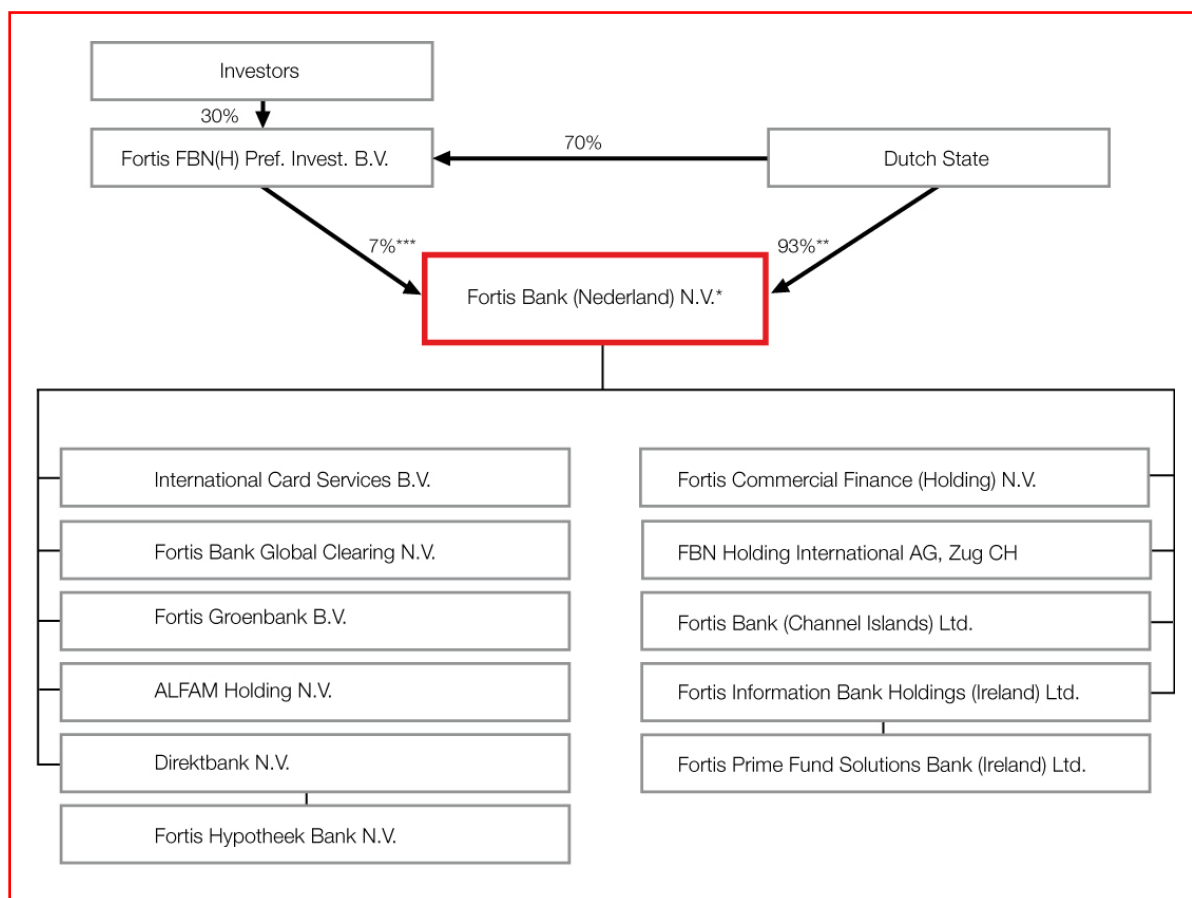 Investors
30%
Fortis FBN(H) Pref. Invest. B.V.
70%
Dutch State
7%***
93%**
Fortis Bank (Nederland) N.V.*
International Card Services B.V.
Fortis Bank Global Clearing N.V.
Fortis Groenbank B.V.
ALFAM Holding N.V.
Direktbank N.V.
Fortis Hypotheek Bank N.V.
Fortis Commercial Finance (Holding) N.V.
FBN Holding International AG, Zug CH
Fortis Bank (Channel Islands) Ltd.
Fortis Information Bank Holdings (Ireland) Ltd.
Fortis Prime Fund Solutions Bank (Ireland) Ltd.